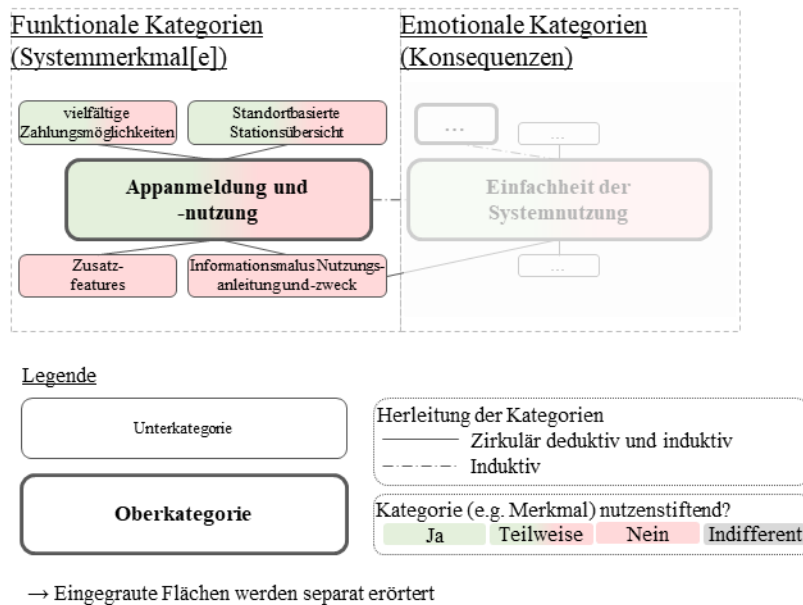 Funktionale Kategorien
(Systemmerkmal[e])
Emotionale Kategorien
(Konsequenzen)
vielfältige
Zahlungsmöglichkeiten
Standortbasierte
Stationsübersicht
...
...
Appanmeldung und
-nutzung
Einfachheit der
Systemnutzung
Zusatz-
features
Informationsmalus Nutzungs-
anleitung und -zweck
...
Legende
Unterkategorie
Oberkategorie
Herleitung der Kategorien
Zirkulär deduktiv und induktiv
Induktiv
Kategorie (e.g. Merkmal) nutzenstiftend?
Ja Teilweise Nein Indifferent
→ Eingegraute Flächen werden separat erörtert